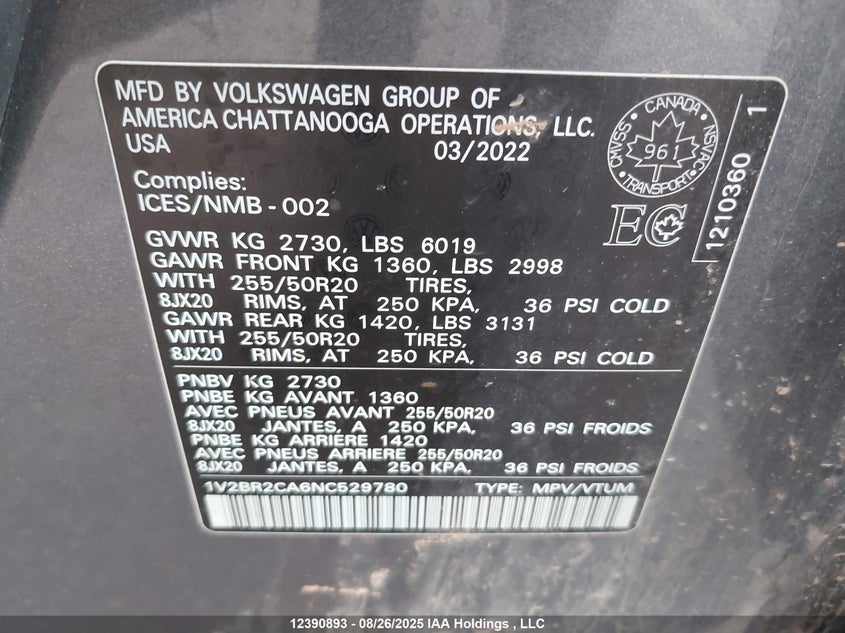 MFD BY VOLKSWAGEN GROUP OF
AMERICA CHATTANOOGA OPERATIONS, LLC.
USA 03/2022
Complies:
ICES/NMB-002
CANADA
CMVSS NSVAC
961
TRANSPORT
EC
1210360 1
GVWR KG 2730, LBS 6019
GAWR FRONT KG 1360, LBS 2998
WITH 255/50R20 TIRES,
8JX20 RIMS, AT 250 KPA, 36 PSI COLD
GAWR REAR KG 1420, LBS 3131
WITH 255/50R20 TIRES,
8JX20 RIMS, AT 250 KPA, 36 PSI COLD
PNBV KG 2730
PNBE KG AVANT 1360
AVEC PNEUS AVANT 255/50R20
8JX20 JANTES, A 250 KPA, 36 PSI FROIDS
PNBE KG ARRIERE 1420
AVEC PNEUS ARRIERE 255/50R20
8JX20 JANTES, A 250 KPA, 36 PSI FROIDS
1V2BR2CA6NC529780 TYPE: MPV/VTUM
12390893 - 08/26/2025 IAA Holdings , LLC